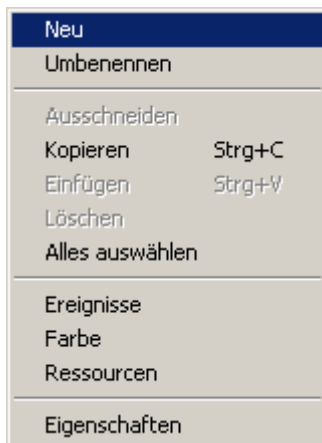 Neu
Umbenennen
Ausschneiden
Kopieren Strg+C
Einfügen Strg+V
Löschen
Alles auswählen
Ereignisse
Farbe
Ressourcen
Eigenschaften